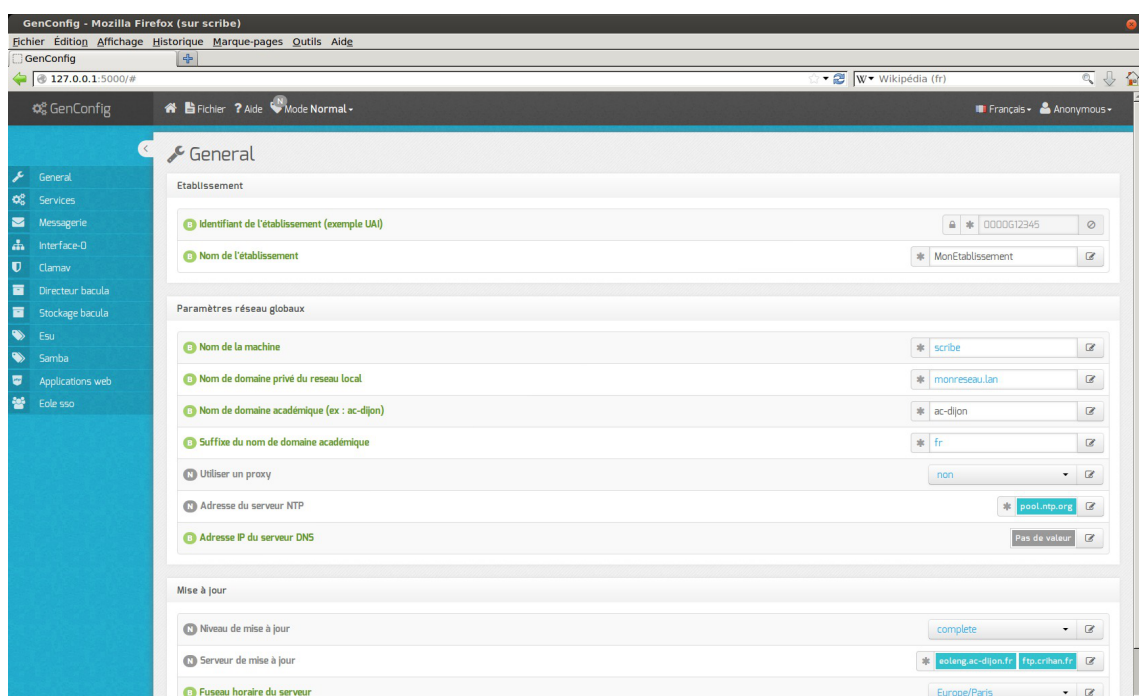 GenConfig - Mozilla Firefox (sur scribe)
Fichier Édition Affichage Historique Marque-pages Outils Aide
GenConfig
127.0.0.1:5000/# W Wikipédia (fr)
GenConfig Fichier ? Aide N Mode Normal Français Anonymous
General
Services
Messagerie
Interface-0
Clamav
Directeur bacula
Stockage bacula
Esu
Samba
Applications web
Eole sso
General
Etablissement
B Identifiant de l'établissement (exemple UAI) * 0000G12345
B Nom de l'établissement * MonEtablissement
Paramètres réseau globaux
B Nom de la machine * scribe
B Nom de domaine privé du reseau local * monreseau.lan
B Nom de domaine académique (ex : ac-dijon) * ac-dijon
B Suffixe du nom de domaine académique * fr
N Utiliser un proxy non
N Adresse du serveur NTP * pool.ntp.org
B Adresse IP du serveur DNS Pas de valeur
Mise à jour
N Niveau de mise à jour complete
N Serveur de mise à jour * eoleng.ac-dijon.fr ftp.crihan.fr
B Fuseau horaire du serveur Europe/Paris